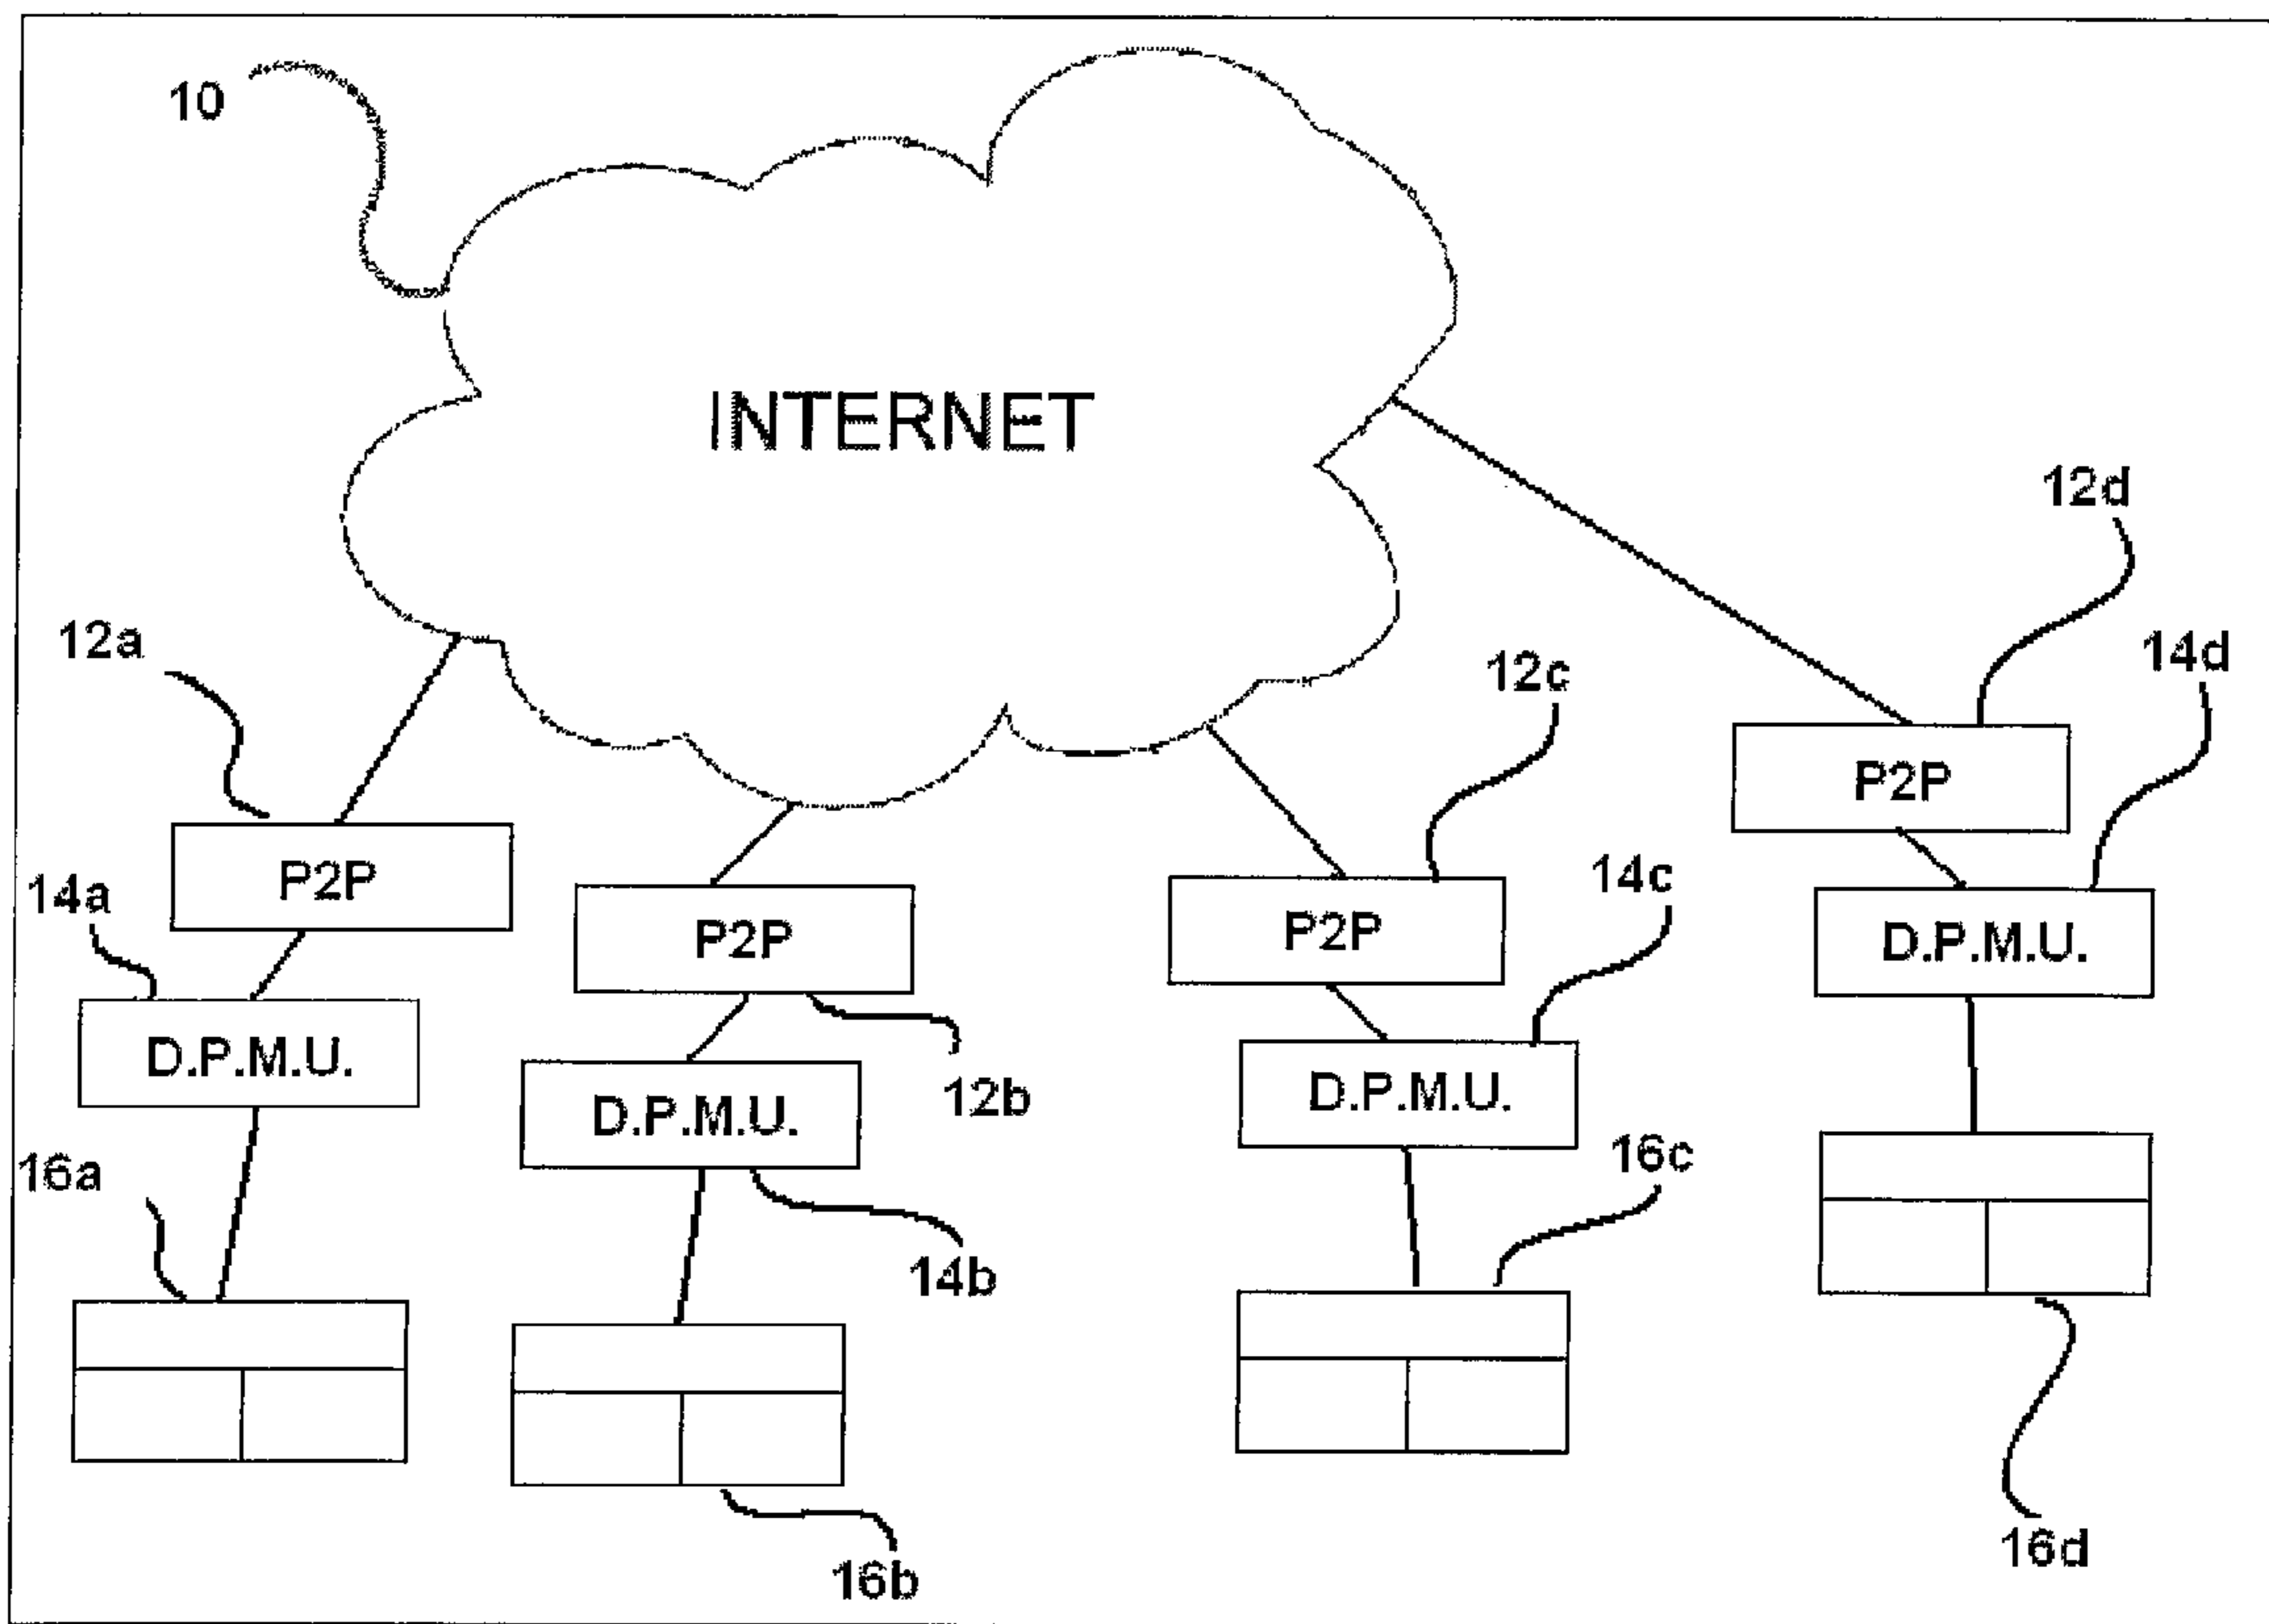 10
INTERNET
12d
12a
12c
14d
P2P
14a
P2P
14c
P2P
P2P
D.P.M.U.
D.P.M.U.
12b
D.P.M.U.
D.P.M.U.
16a
16c
14b
16b
16d